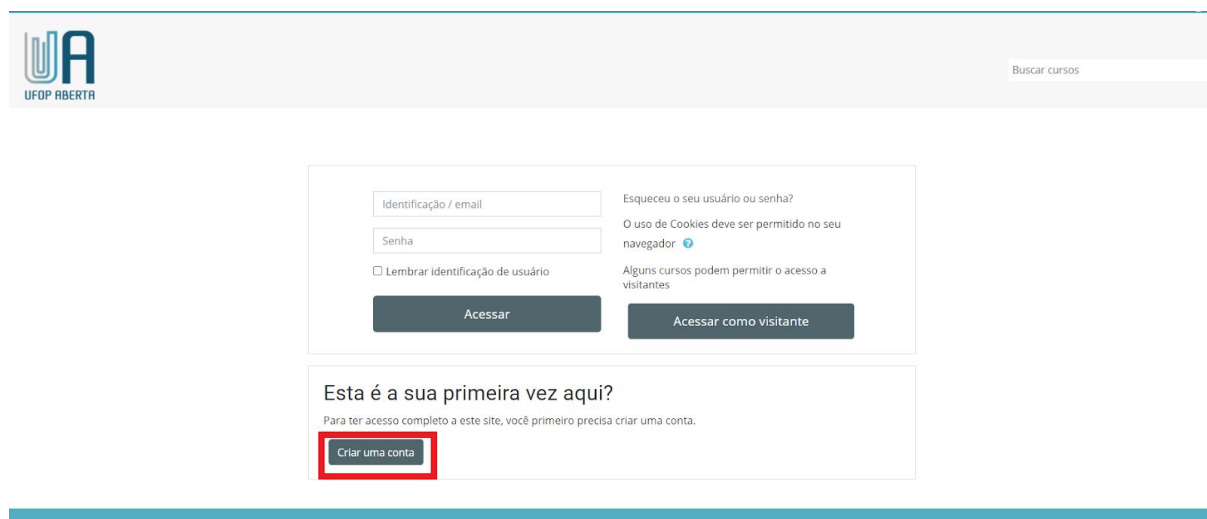 UFOP ABERTA
Buscar cursos
Identificação / email
Senha
Lembrar identificação de usuário
Acessar
Esqueceu o seu usuário ou senha?
O uso de Cookies deve ser permitido no seu
navegador ?
Alguns cursos podem permitir o acesso a
visitantes
Acessar como visitante
Esta é a sua primeira vez aqui?
Para ter acesso completo a este site, você primeiro precisa criar uma conta.
Criar uma conta